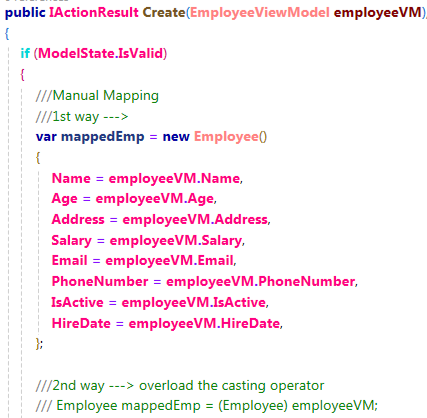 public IActionResult Create(EmployeeViewModel employeeVM)
{
if (ModelState.IsValid)
{
///Manual Mapping
///1st way --->
var mappedEmp = new Employee()
{
Name = employeeVM.Name,
Age = employeeVM.Age,
Address = employeeVM.Address,
Salary = employeeVM.Salary,
Email = employeeVM.Email,
PhoneNumber = employeeVM.PhoneNumber,
IsActive = employeeVM.IsActive,
HireDate = employeeVM.HireDate,
};
///2nd way ---> overload the casting operator
/// Employee mappedEmp = (Employee) employeeVM;